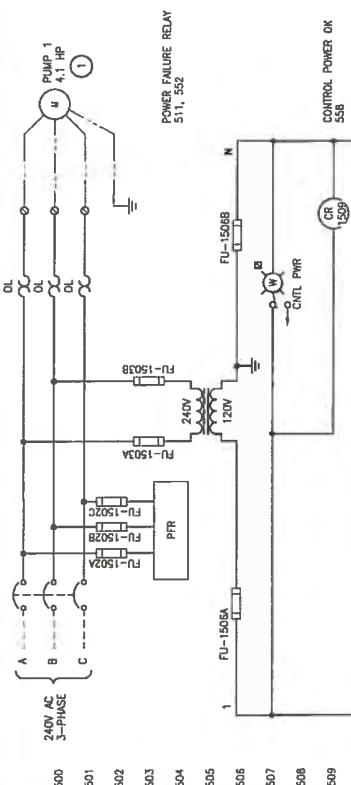 240V AC
3-PHASE
A
B
C
OL
OL
OL
M
PUMP 1
4.1 HP
1
500
501
502
503
504
505
506
507
508
509
FU-1502A
FU-1502B
FU-1502C
PFR
FU-1503A
FU-1503B
POWER FAILURE RELAY
511, 552
240V
120V
1
FU-1506A
FU-1506B
N
W
CNTL PWR
CR
1509
CONTROL POWER OK
558